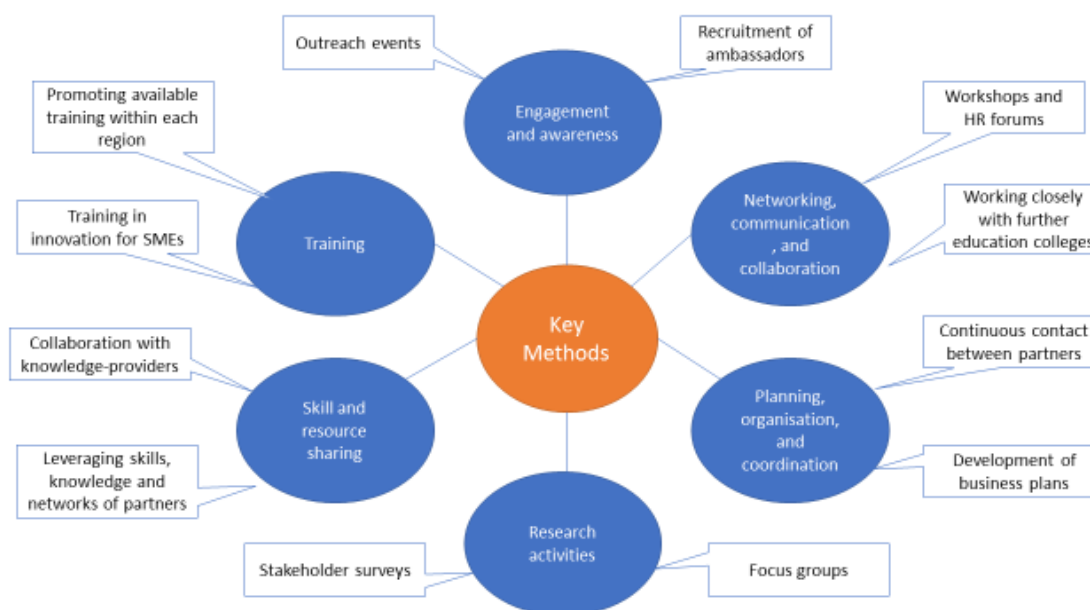 Outreach events
Recruitment of
ambassadors
Engagement
and awareness
Promoting available
training within each
region
Workshops and
HR forums
Training in
innovation for SMEs
Training
Networking,
communication
, and
collaboration
Working closely
with further
education colleges
Key
Methods
Collaboration with
knowledge-providers
Continuous contact
between partners
Skill and
resource
sharing
Planning,
organisation,
and
coordination
Leveraging skills,
knowledge and
networks of partners
Development of
business plans
Research
activities
Stakeholder surveys
Focus groups